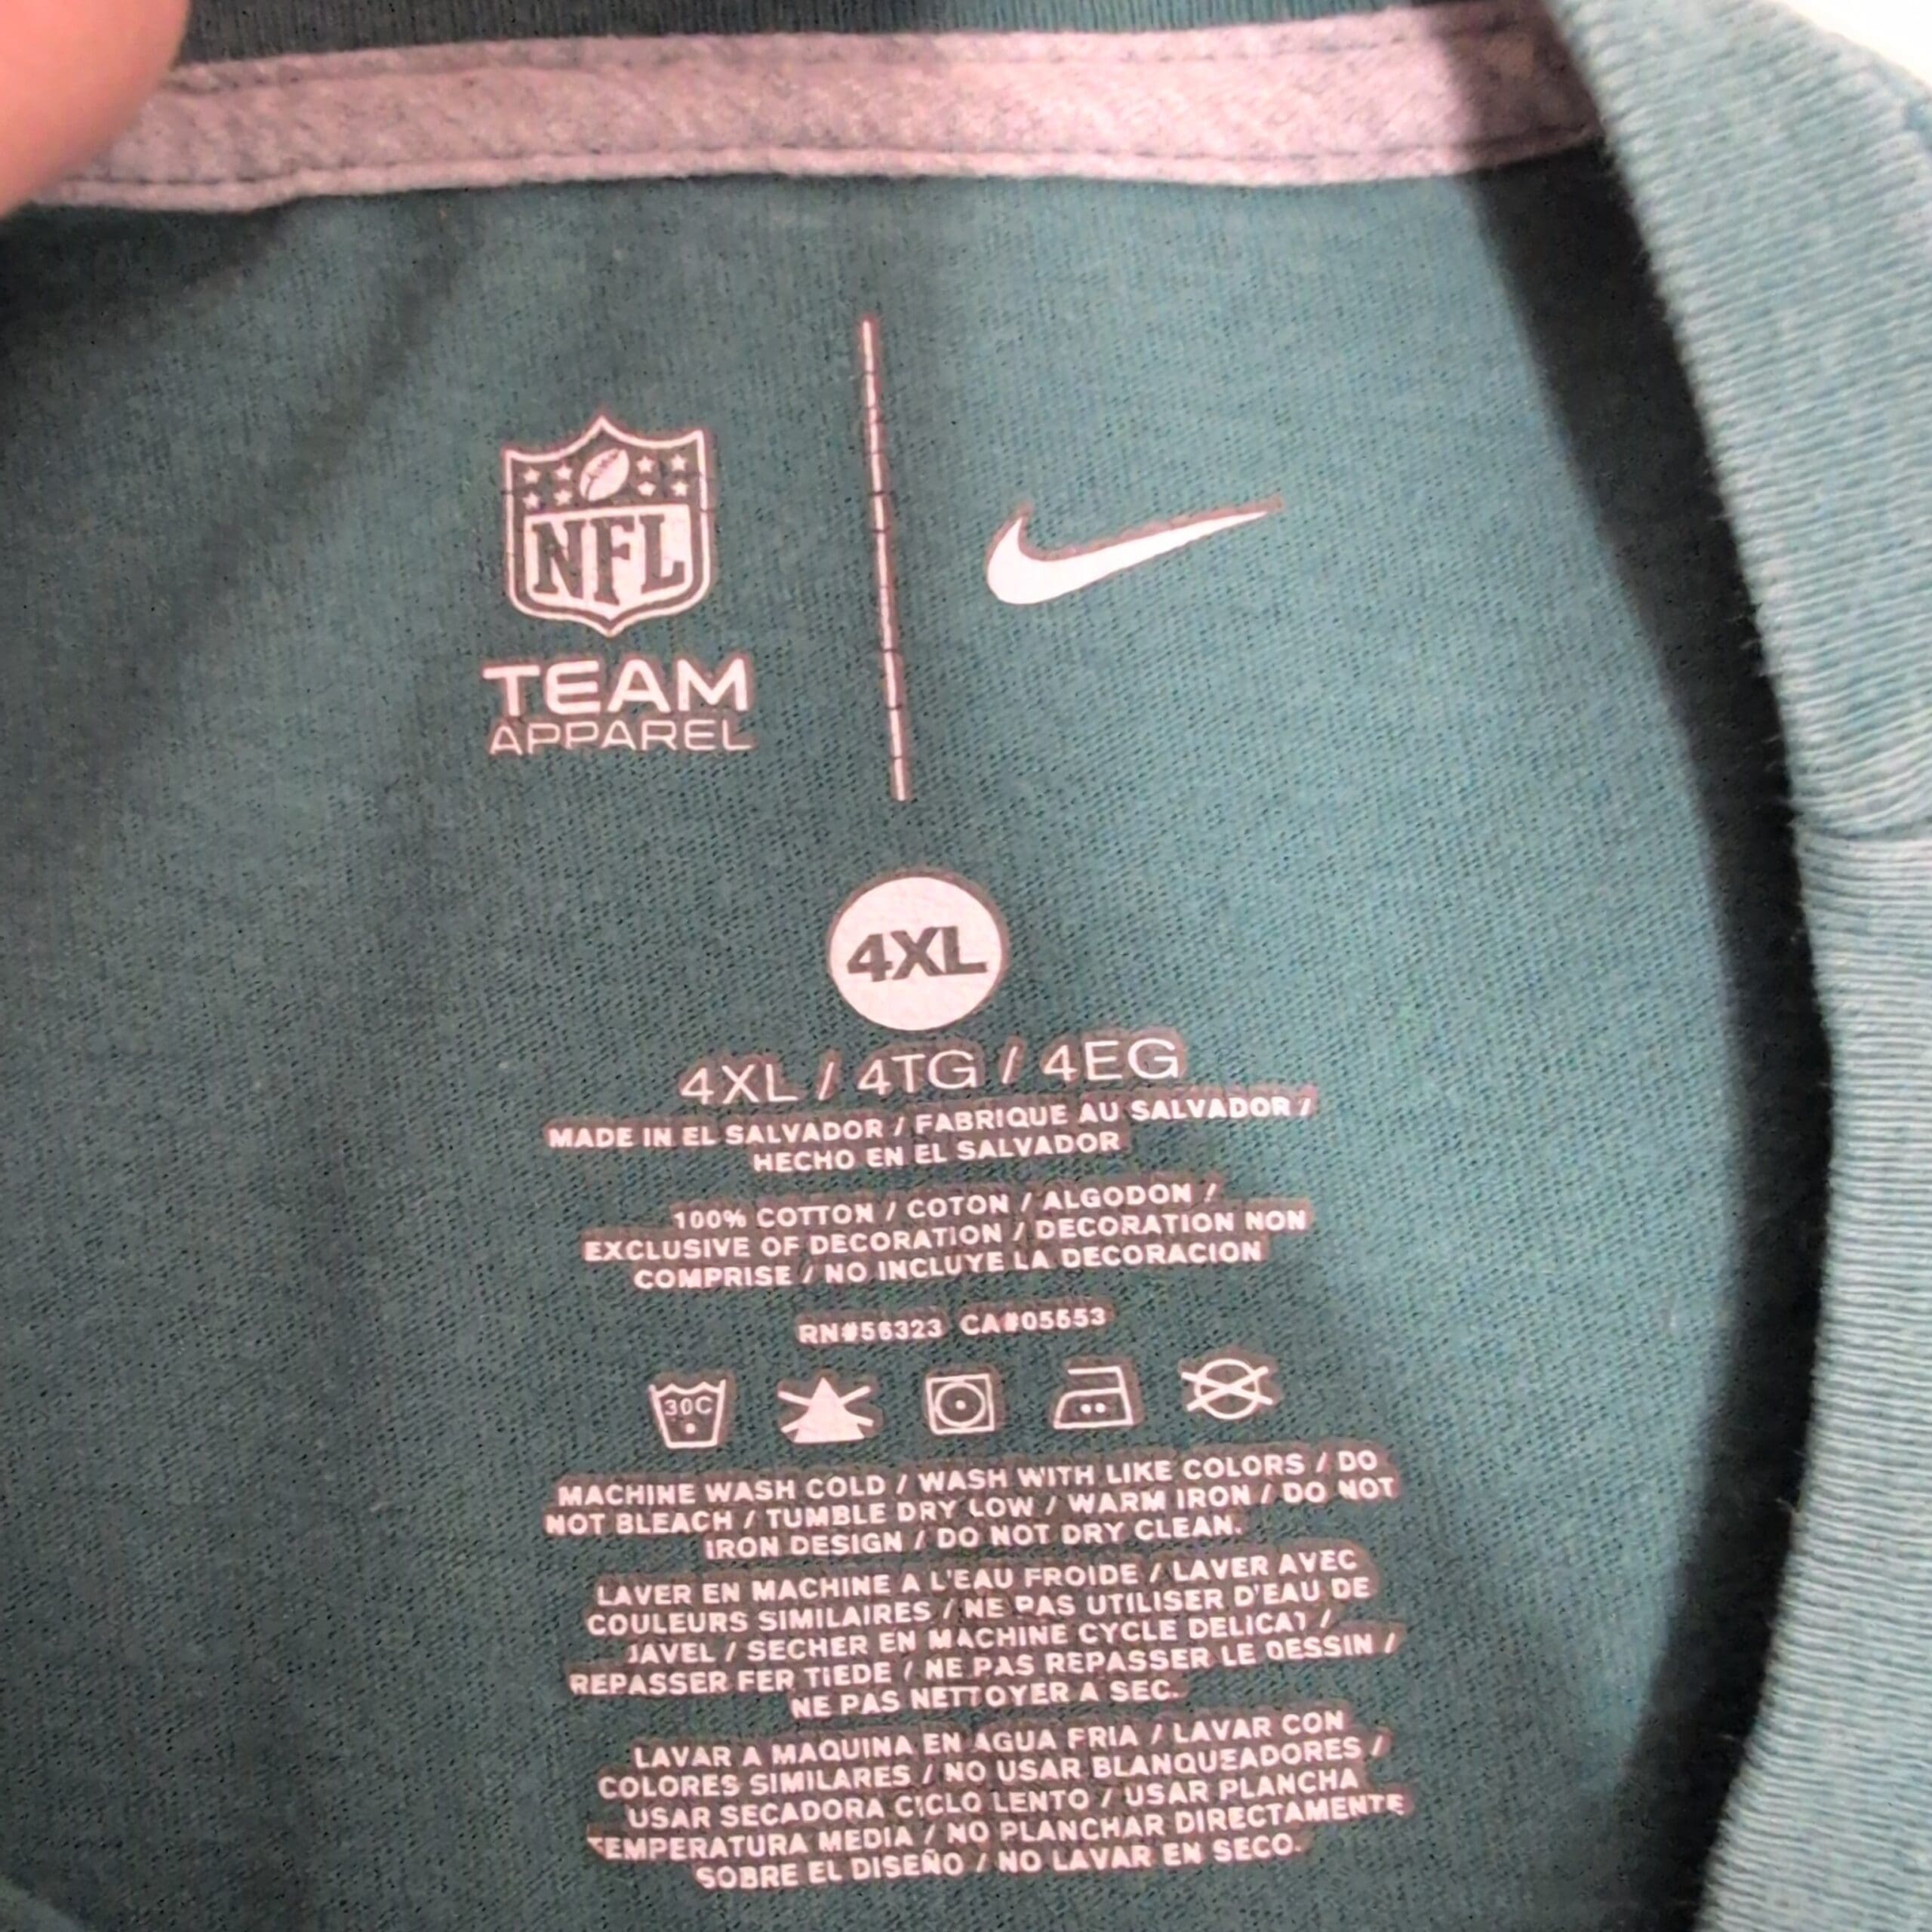 NFL
TEAM
APPAREL
4XL
4XL / 4TG / 4EG
MADE IN EL SALVADOR / FABRIQUE AU SALVADOR /
HECHO EN EL SALVADOR
100% COTTON / COTON / ALGODON /
EXCLUSIVE OF DECORATION / DECORATION NON
COMPRISE / NO INCLUYE LA DECORACION
RN#56323 CA#05553
30C
MACHINE WASH COLD / WASH WITH LIKE COLORS / DO
NOT BLEACH / TUMBLE DRY LOW / WARM IRON / DO NOT
IRON DESIGN / DO NOT DRY CLEAN.
LAVER EN MACHINE A L'EAU FROIDE / LAVER AVEC
COULEURS SIMILAIRES / NE PAS UTILISER D'EAU DE
JAVEL / SECHER EN MACHINE CYCLE DELICAT /
REPASSER FER TIEDE / NE PAS REPASSER LE DESSIN /
NE PAS NETTOYER A SEC.
LAVAR A MAQUINA EN AGUA FRIA / LAVAR CON
COLORES SIMILARES / NO USAR BLANQUEADORES /
USAR SECADORA CICLO LENTO / USAR PLANCHA
TEMPERATURA MEDIA / NO PLANCHAR DIRECTAMENTE
SOBRE EL DISEÑO / NO LAVAR EN SECO.